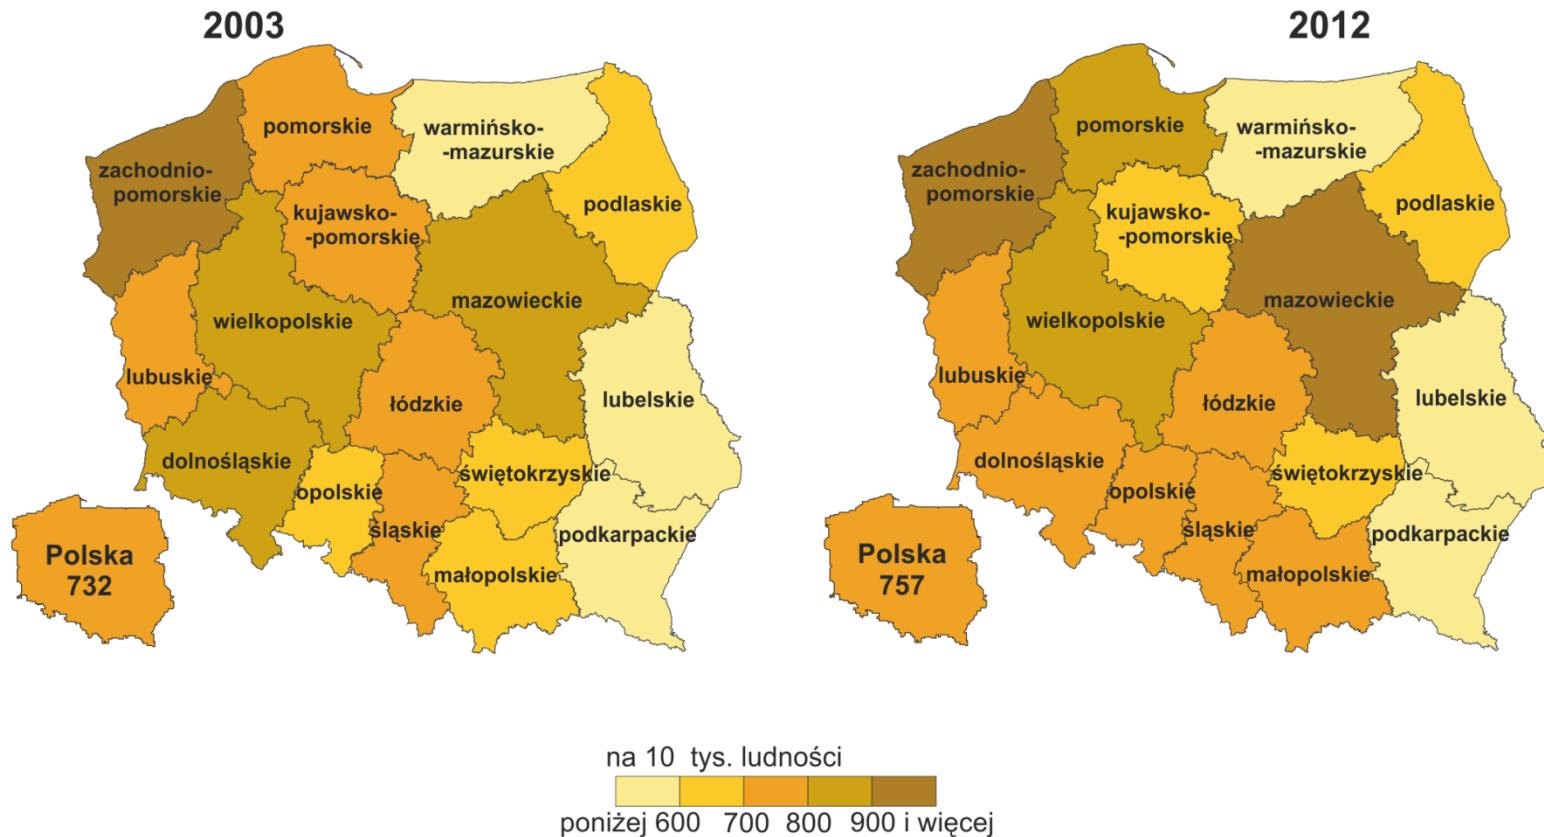 2003
pomorskie
warmińsko-
-mazurskie
zachodnio-
pomorskie
kujawsko-
-pomorskie
podlaskie
mazowieckie
wielkopolskie
lubuskie
łódzkie
lubelskie
dolnośląskie
opolskie
świętokrzyskie
śląskie
podkarpackie
małopolskie
Polska
732
2012
pomorskie
warmińsko-
-mazurskie
zachodnio-
pomorskie
kujawsko-
-pomorskie
podlaskie
mazowieckie
wielkopolskie
lubuskie
łódzkie
lubelskie
dolnośląskie
opolskie
świętokrzyskie
śląskie
podkarpackie
małopolskie
Polska
757
na 10 tys. ludności
poniżej 600 700 800 900 i więcej